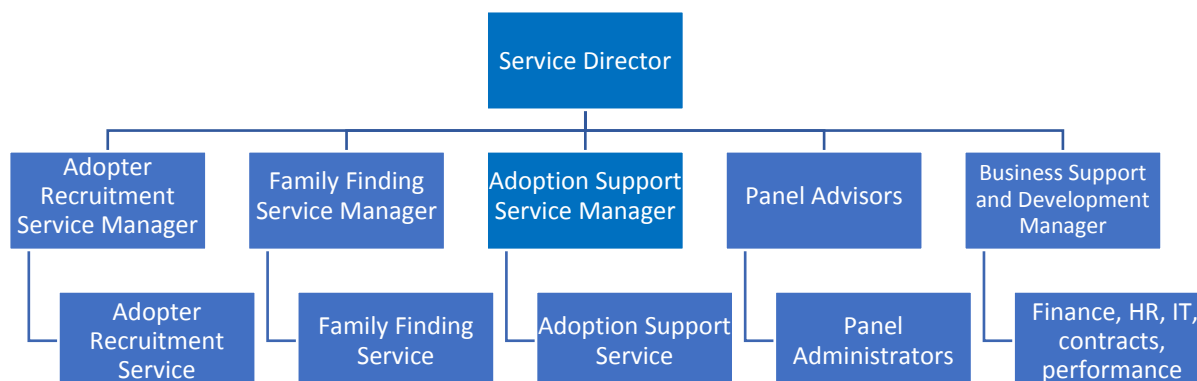 Service Director
Adopter
Recruitment
Service Manager
Family Finding
Service Manager
Adoption Support
Service Manager
Panel Advisors
Business Support
and Development
Manager
Adopter
Recruitment
Service
Family Finding
Service
Adoption Support
Service
Panel
Administrators
Finance, HR, IT,
contracts,
performance